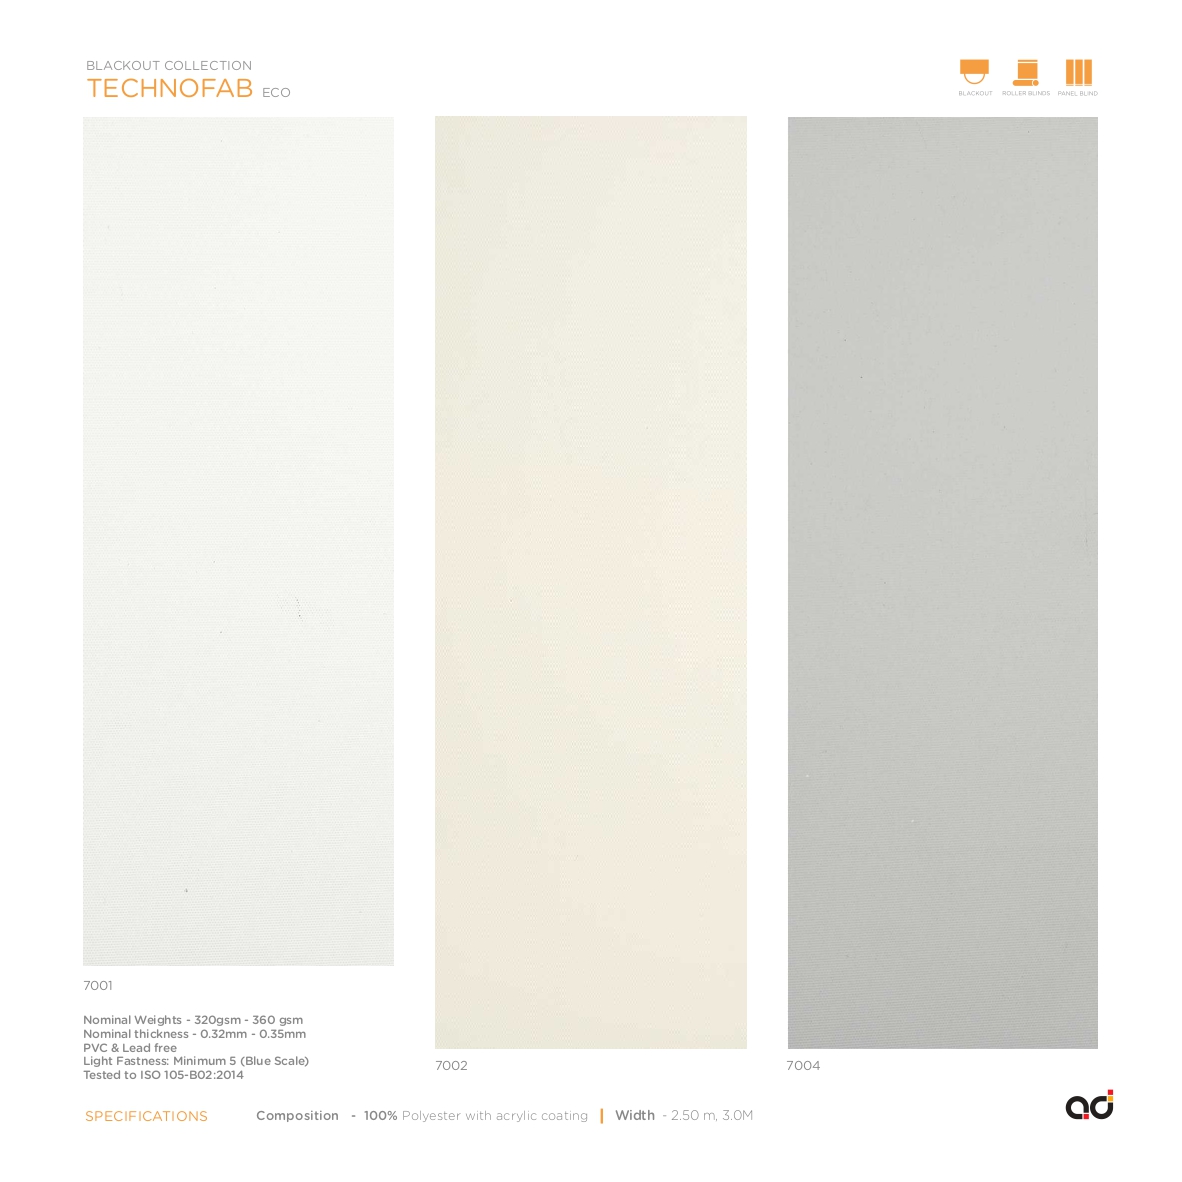 BLACKOUT COLLECTION
TECHNOFAB ECO
BLACKOUT ROLLER BLINDS PANEL BLIND
7001
Nominal Weights - 320gsm - 360 gsm
Nominal thickness - 0.32mm - 0.35mm
PVC & Lead free
Light Fastness: Minimum 5 (Blue Scale)
Tested to ISO 105-B02:2014
7002
7004
SPECIFICATIONS Composition - 100% Polyester with acrylic coating | Width - 2.50 m, 3.0M
ad